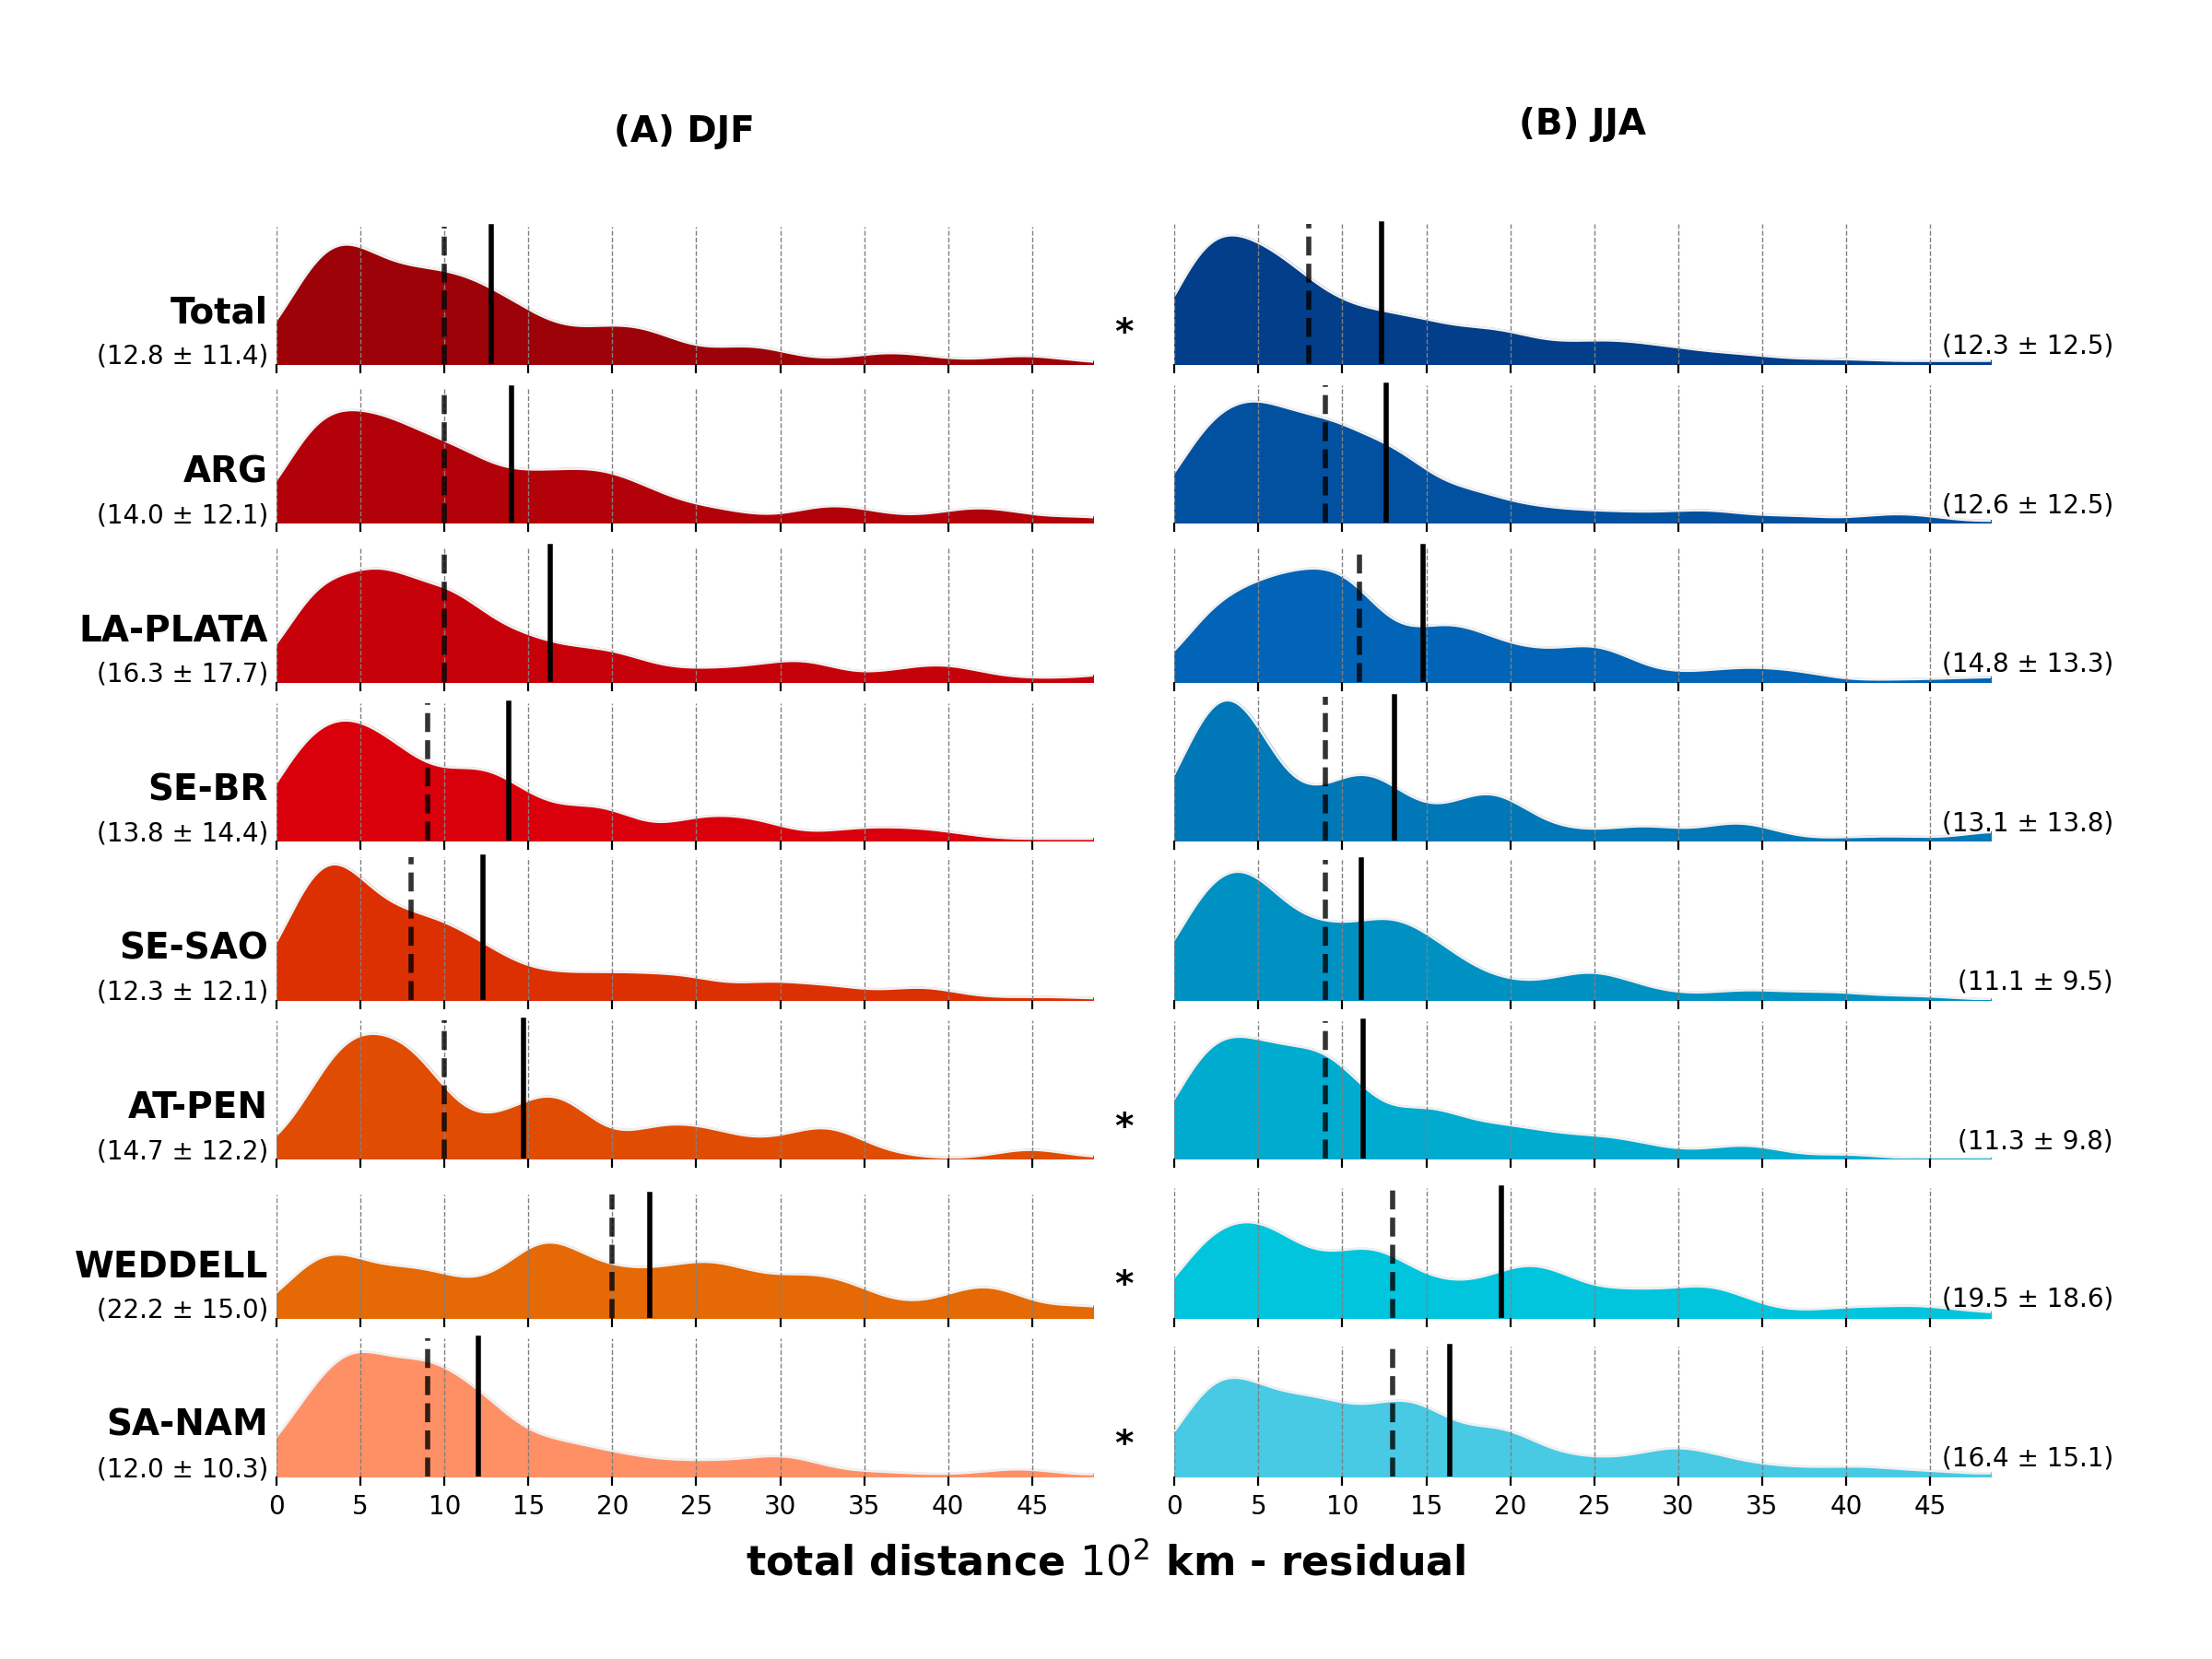 (A) DJF
(B) JJA
Total
(12.8 ± 11.4)
*
(12.3 ± 12.5)
ARG
(14.0 ± 12.1)
(12.6 ± 12.5)
LA-PLATA
(16.3 ± 17.7)
(14.8 ± 13.3)
SE-BR
(13.8 ± 14.4)
(13.1 ± 13.8)
SE-SAO
(12.3 ± 12.1)
(11.1 ± 9.5)
AT-PEN
(14.7 ± 12.2)
*
(11.3 ± 9.8)
WEDDELL
(22.2 ± 15.0)
*
(19.5 ± 18.6)
SA-NAM
(12.0 ± 10.3)
*
(16.4 ± 15.1)
0 5 10 15 20 25 30 35 40 45
0 5 10 15 20 25 30 35 40 45
total distance 10² km - residual